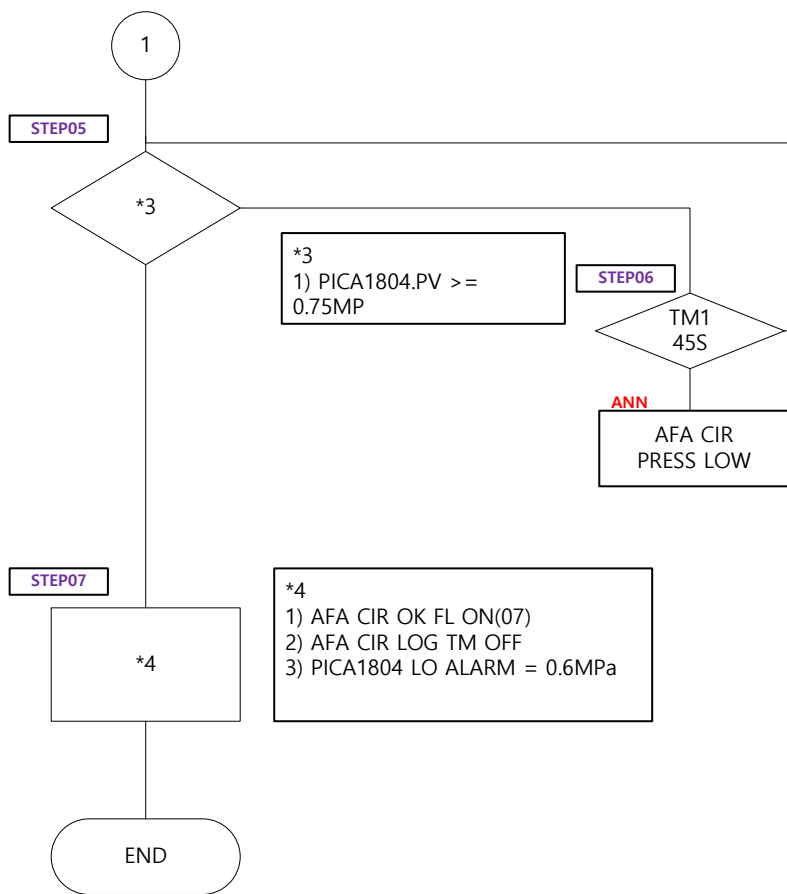 1
STEP05
*3
*3
1) PICA1804.PV >=
0.75MP
STEP06
TM1
45S
ANN
AFA CIR
PRESS LOW
STEP07
*4
*4
1) AFA CIR OK FL ON(07)
2) AFA CIR LOG TM OFF
3) PICA1804 LO ALARM = 0.6MPa
END